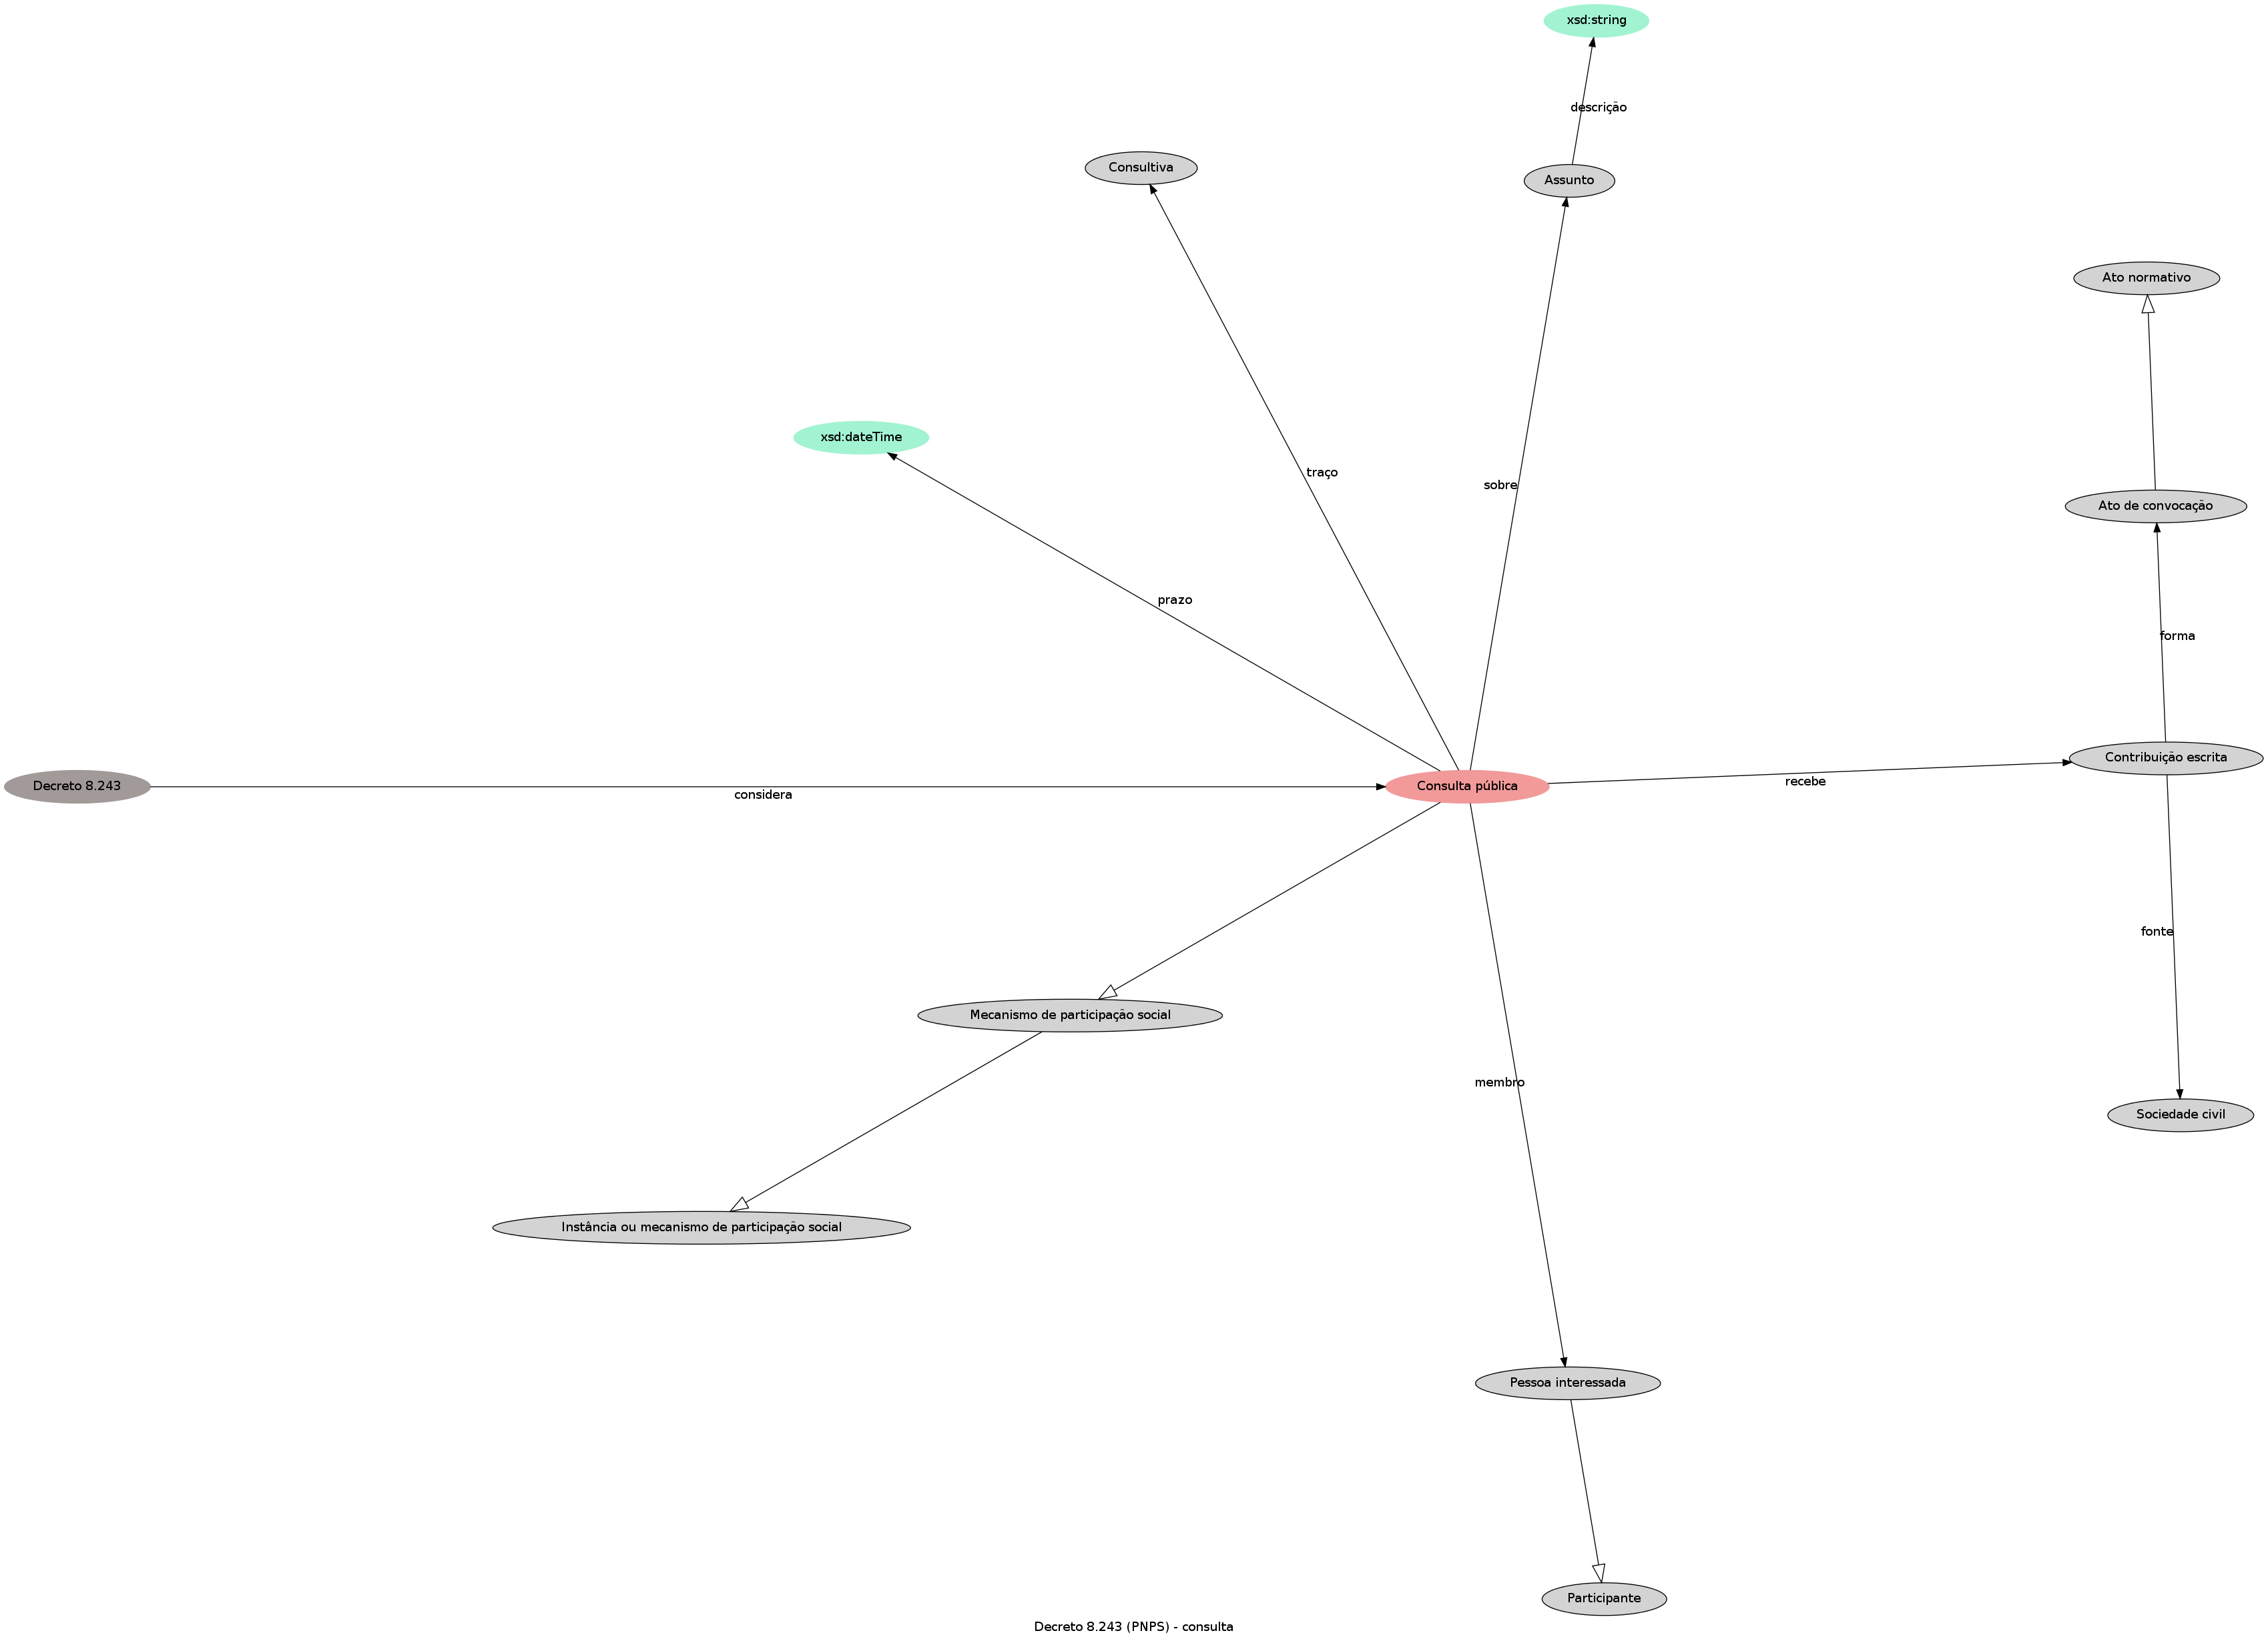 xsd:string
descrição
Consultiva
Assunto
Ato normativo
xsd:dateTime
traço
sobre
Ato de convocação
prazo
forma
Contribuição escrita
Decreto 8.243
considera
Consulta pública
recebe
fonte
Mecanismo de participação social
membro
Sociedade civil
Instância ou mecanismo de participação social
Pessoa interessada
Participante
Decreto 8.243 (PNPS) - consulta